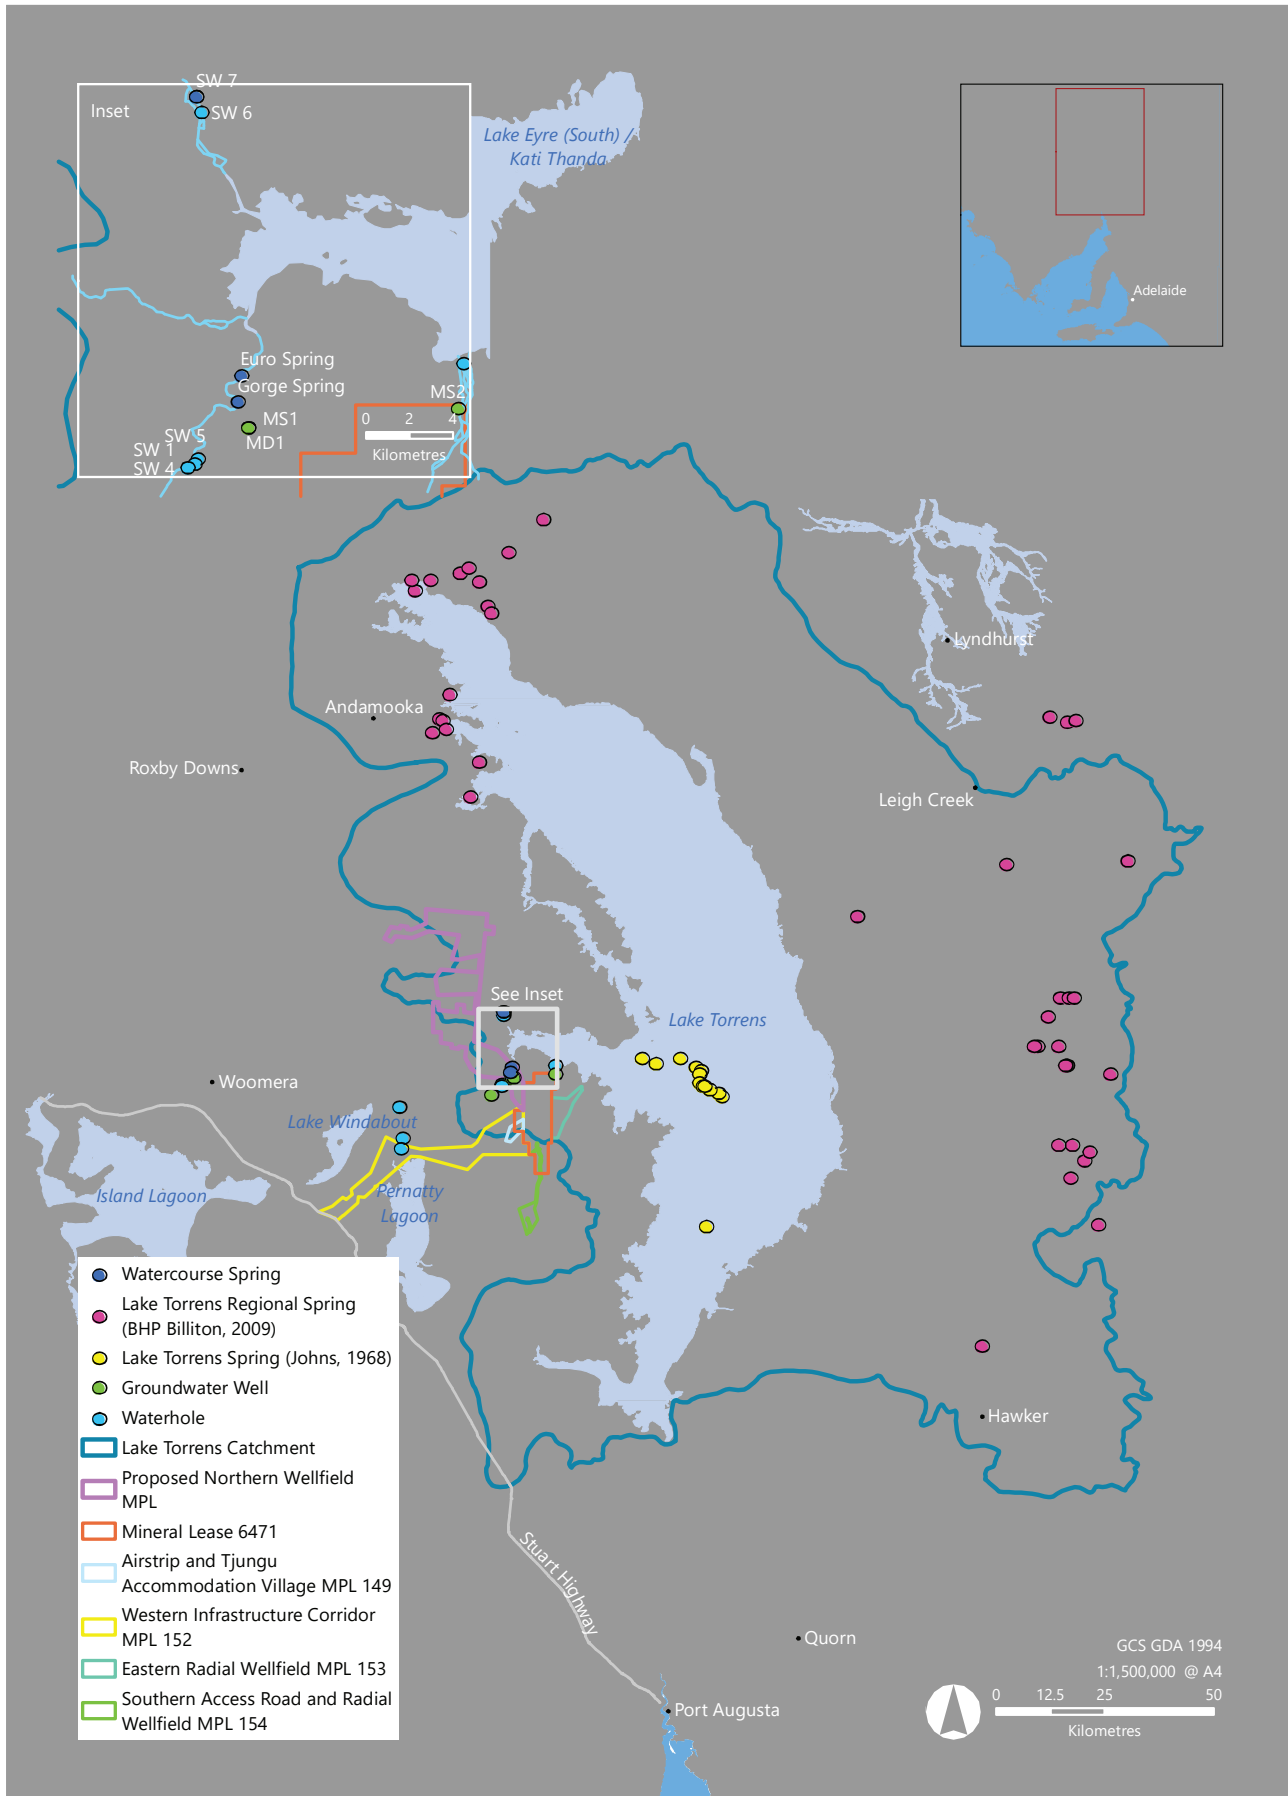 SW 7
Inset
SW 6
Lake Eyre (South) /
Kati Thanda
Adelaide
Euro Spring
Gorge Spring
MS2
MS1
SW 5
MD1
SW 1
SW 4
0 2 4
Kilometres
Lyndhurst
Andamooka
Roxby Downs
Leigh Creek
See Inset
Lake Torrens
Woomera
Lake Windabout
Island Lagoon
Pernatty
Lagoon
Watercourse Spring
Lake Torrens Regional Spring
(BHP Billiton, 2009)
Lake Torrens Spring (Johns, 1968)
Groundwater Well
Waterhole
Lake Torrens Catchment
Proposed Northern Wellfield
MPL
Mineral Lease 6471
Airstrip and Tjungu
Accommodation Village MPL 149
Western Infrastructure Corridor
MPL 152
Eastern Radial Wellfield MPL 153
Southern Access Road and Radial
Wellfield MPL 154
Hawker
Stuart Highway
Quorn
Port Augusta
GCS GDA 1994
1:1,500,000 @ A4
0 12.5 25 50
Kilometres